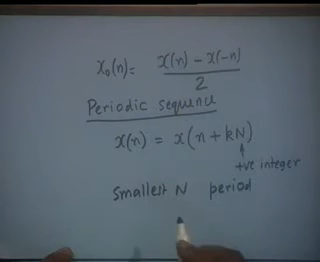 x₀(n) = x(n) - x(-n) / 2
Periodic sequence
x(n) = x(n + kN)
↑
+ve integer
smallest N period